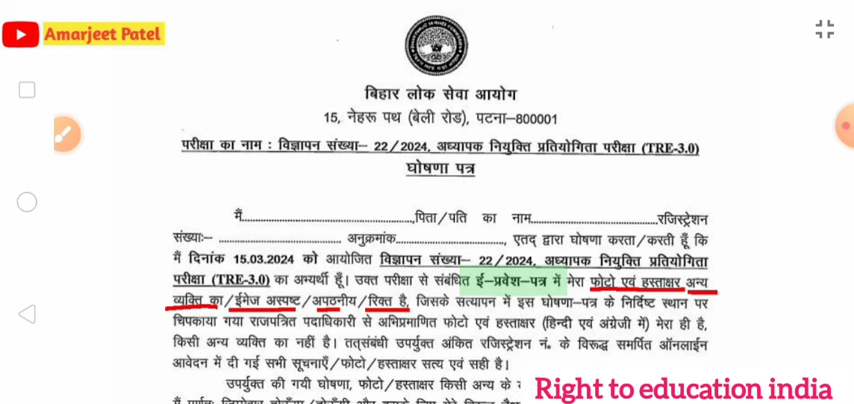 Amarjeet Patel
बिहार लोक सेवा आयोग
15, नेहरू पथ (बेली रोड), पटना–800001
परीक्षा का नाम : विज्ञापन संख्या– 22/2024, अध्यापक नियुक्ति प्रतियोगिता परीक्षा (TRE-3.0)
घोषणा पत्र
मैं..................................................,पिता/पति का नाम.....................................रजिस्ट्रेशन
संख्याः– ................................... अनुक्रमांक................................, एतद् द्वारा घोषणा करता/करती हूँ कि
मैं दिनांक 15.03.2024 को आयोजित विज्ञापन संख्या– 22/2024, अध्यापक नियुक्ति प्रतियोगिता
परीक्षा (TRE-3.0) का अभ्यर्थी हूँ। उक्त परीक्षा से संबंधित ई–प्रवेश–पत्र में मेरा फोटो एवं हस्ताक्षर अन्य
व्यक्ति का/ईमेज अस्पष्ट/अपठनीय/रिक्त है, जिसके सत्यापन में इस घोषणा–पत्र के निर्दिष्ट स्थान पर
चिपकाया गया राजपत्रित पदाधिकारी से अभिप्रमाणित फोटो एवं हस्ताक्षर (हिन्दी एवं अंग्रेजी में) मेरा ही है,
किसी अन्य व्यक्ति का नहीं है। तत्संबंधी उपर्युक्त अंकित रजिस्ट्रेशन नं. के विरूद्ध समर्पित ऑनलाईन
आवेदन में दी गई सभी सूचनाएँ/फोटो/हस्ताक्षर सत्य एवं सही है।
उपर्युक्त की गयी घोषणा, फोटो/हस्ताक्षर किसी अन्य के
Right to education india